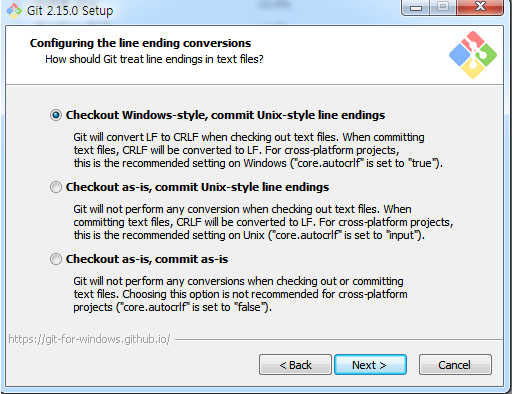 Git 2.15.0 Setup
Configuring the line ending conversions
How should Git treat line endings in text files?
Checkout Windows-style, commit Unix-style line endings
Git will convert LF to CRLF when checking out text files. When committing
text files, CRLF will be converted to LF. For cross-platform projects,
this is the recommended setting on Windows ("core.autocrlf" is set to "true").
Checkout as-is, commit Unix-style line endings
Git will not perform any conversion when checking out text files. When
committing text files, CRLF will be converted to LF. For cross-platform projects,
this is the recommended setting on Unix ("core.autocrlf" is set to "input").
Checkout as-is, commit as-is
Git will not perform any conversions when checking out or committing
text files. Choosing this option is not recommended for cross-platform
projects ("core.autocrlf" is set to "false").
https://git-for-windows.github.io/
< Back
Next >
Cancel